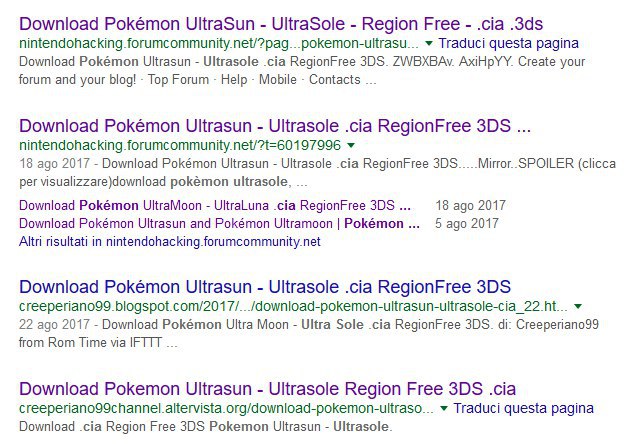 Download Pokémon UltraSun - UltraSole - Region Free - .cia .3ds
nintendohacking.forumcommunity.net/?pag...pokemon-ultrasu... ▼ Traduci questa pagina
Download Pokémon Ultrasun - Ultrasole .cia RegionFree 3DS. ZWBXBAv. AxiHpYY. Create your
forum and your blog! · Top Forum · Help · Mobile · Contacts ...
Download Pokémon Ultrasun - Ultrasole .cia RegionFree 3DS ...
nintendohacking.forumcommunity.net/?t=60197996 ▼
18 ago 2017 - Download Pokémon Ultrasun - Ultrasole .cia RegionFree 3DS.....Mirror..SPOILER (clicca
per visualizzare)download pokèmon ultrasole, ...
Download Pokémon UltraMoon - UltraLuna .cia RegionFree 3DS ... 18 ago 2017
Download Pokémon Ultrasun and Pokémon Ultramoon | Pokémon ... 5 ago 2017
Altri risultati in nintendohacking.forumcommunity.net
Download Pokémon Ultrasun - Ultrasole .cia RegionFree 3DS
creeperiano99.blogspot.com/2017/.../download-pokemon-ultrasun-ultrasole-cia_22.ht... ▼
22 ago 2017 - Download Pokémon Ultra Moon - Ultra Sole .cia RegionFree 3DS. di: Creeperiano99
from Rom Time via IFTTT ...
Download Pokemon Ultrasun - Ultrasole Region Free 3DS .cia
creeperiano99channel.altervista.org/download-pokemon-ultraso... ▼ Traduci questa pagina
Download .cia Region Free 3DS Pokemon Ultrasun - Ultrasole.